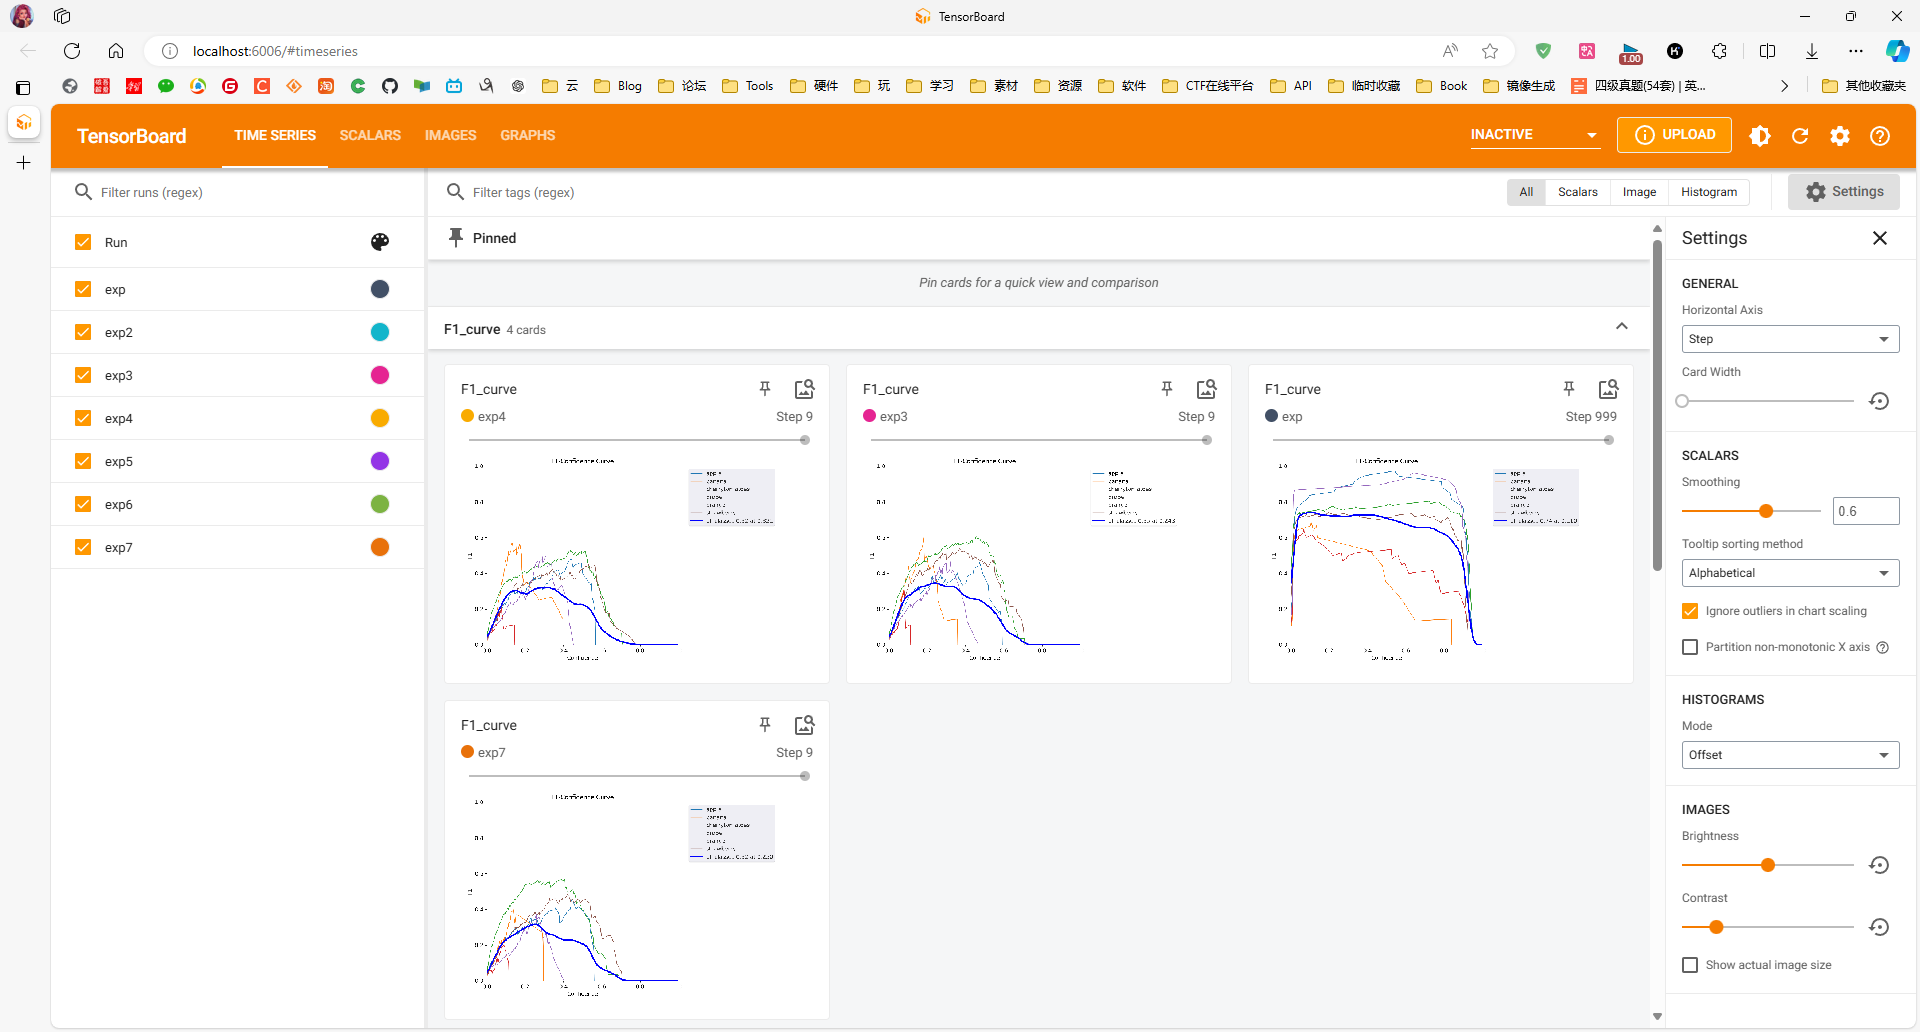 TensorBoard
localhost:6006/#timeseries
1.00
云 Blog 论坛 Tools 硬件 玩 学习 素材 资源 软件 CTF在线平台 API 临时收藏 Book 镜像生成 四级真题(54套) | 英... 其他收藏夹
TensorBoard TIME SERIES SCALARS IMAGES GRAPHS INACTIVE UPLOAD
Filter runs (regex)
Run
exp
exp2
exp3
exp4
exp5
exp6
exp7
Filter tags (regex) All Scalars Image Histogram Settings
Pinned
Pin cards for a quick view and comparison
F1_curve 4 cards
F1_curve
exp4 Step 9
F1_curve
exp3 Step 9
F1_curve
exp Step 999
F1_curve
exp7 Step 9
Settings
GENERAL
Horizontal Axis
Step
Card Width
SCALARS
Smoothing
0.6
Tooltip sorting method
Alphabetical
Ignore outliers in chart scaling
Partition non-monotonic X axis
HISTOGRAMS
Mode
Offset
IMAGES
Brightness
Contrast
Show actual image size